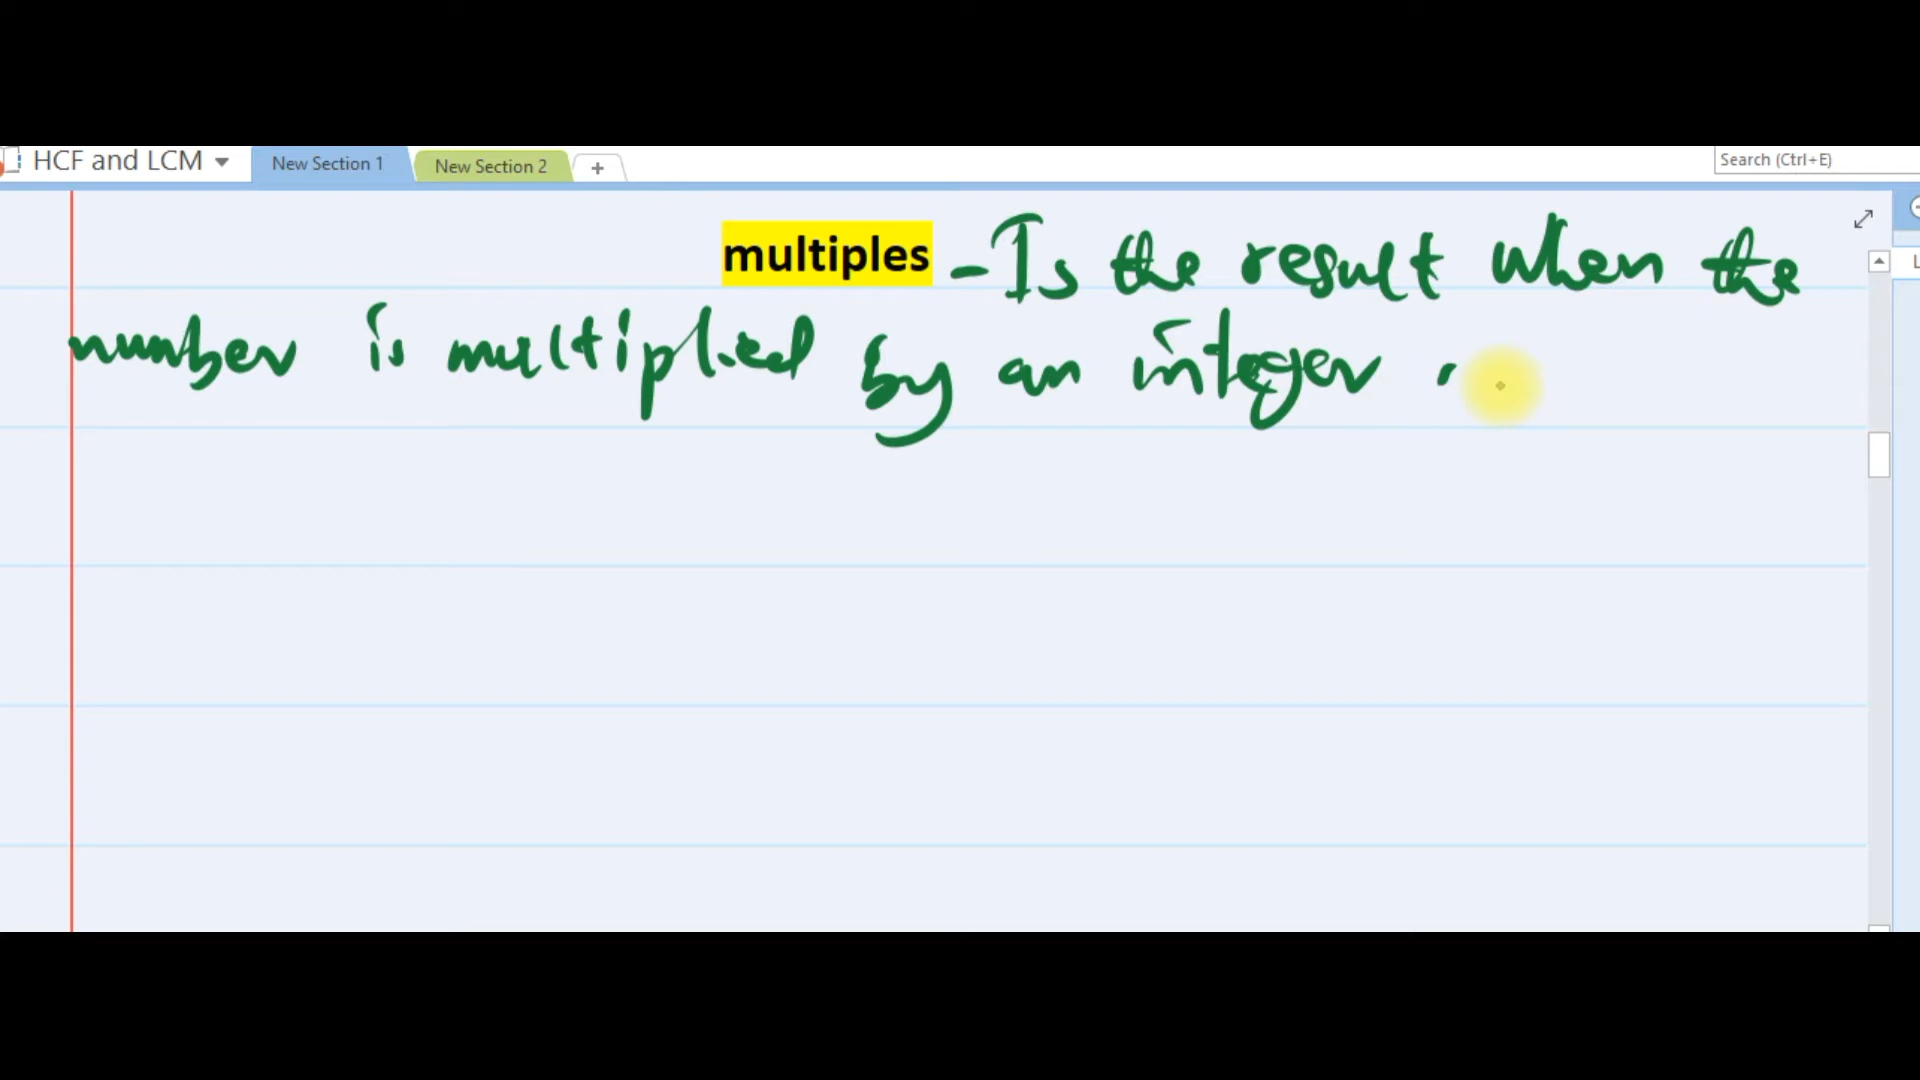 HCF and LCM New Section 1 New Section 2 + Search (Ctrl+E)
multiples - Is the result when the
number is multiplied by an integer .